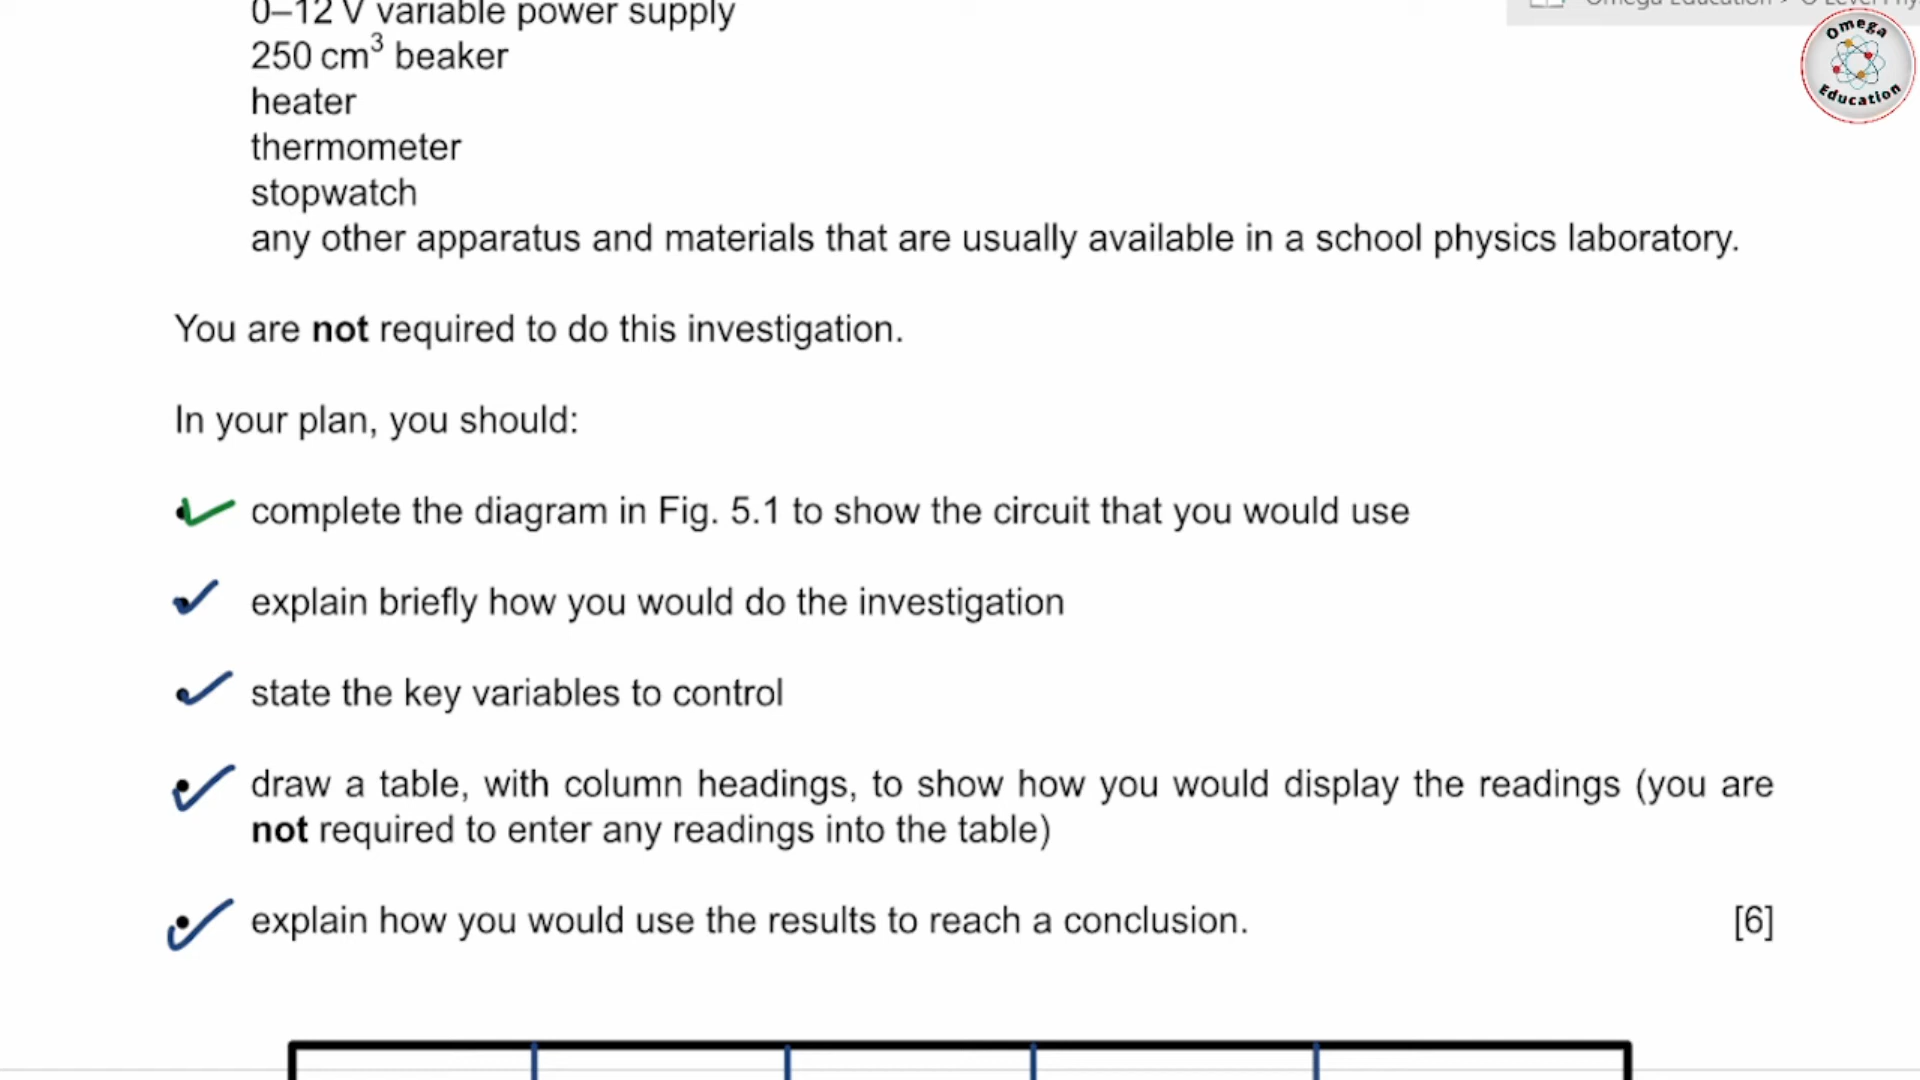 0–12 V variable power supply
Omega Education > O Level Phy
Omega
Education
250 cm³ beaker
heater
thermometer
stopwatch
any other apparatus and materials that are usually available in a school physics laboratory.
You are not required to do this investigation.
In your plan, you should:
• complete the diagram in Fig. 5.1 to show the circuit that you would use
• explain briefly how you would do the investigation
• state the key variables to control
• draw a table, with column headings, to show how you would display the readings (you are
not required to enter any readings into the table)
• explain how you would use the results to reach a conclusion. [6]